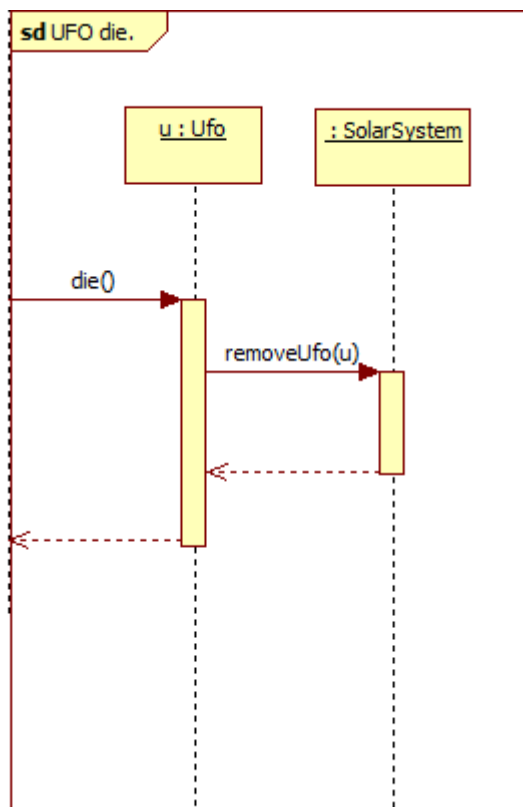 sd UFO die.
u : Ufo
: SolarSystem
die()
removeUfo(u)